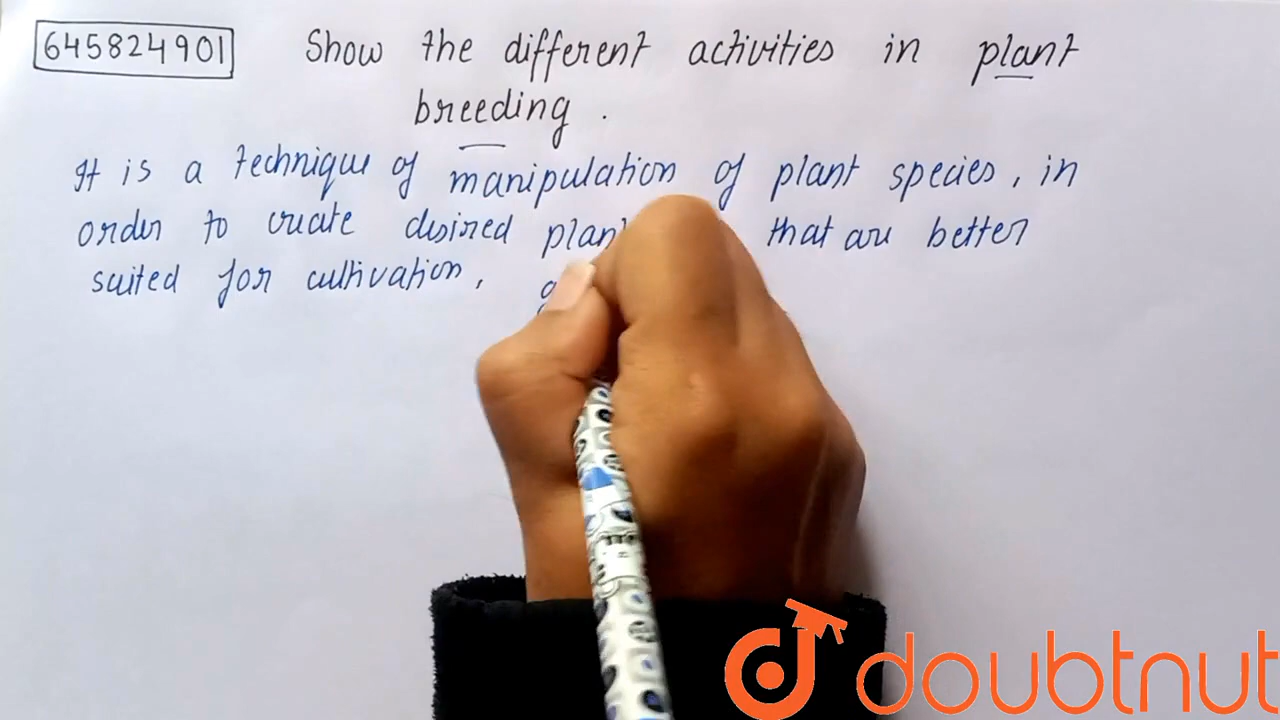 645824901 Show the different activities in plant
breeding .
It is a technique of manipulation of plant species, in
order to create desired plant that are better
suited for cultivation,
doubtnut